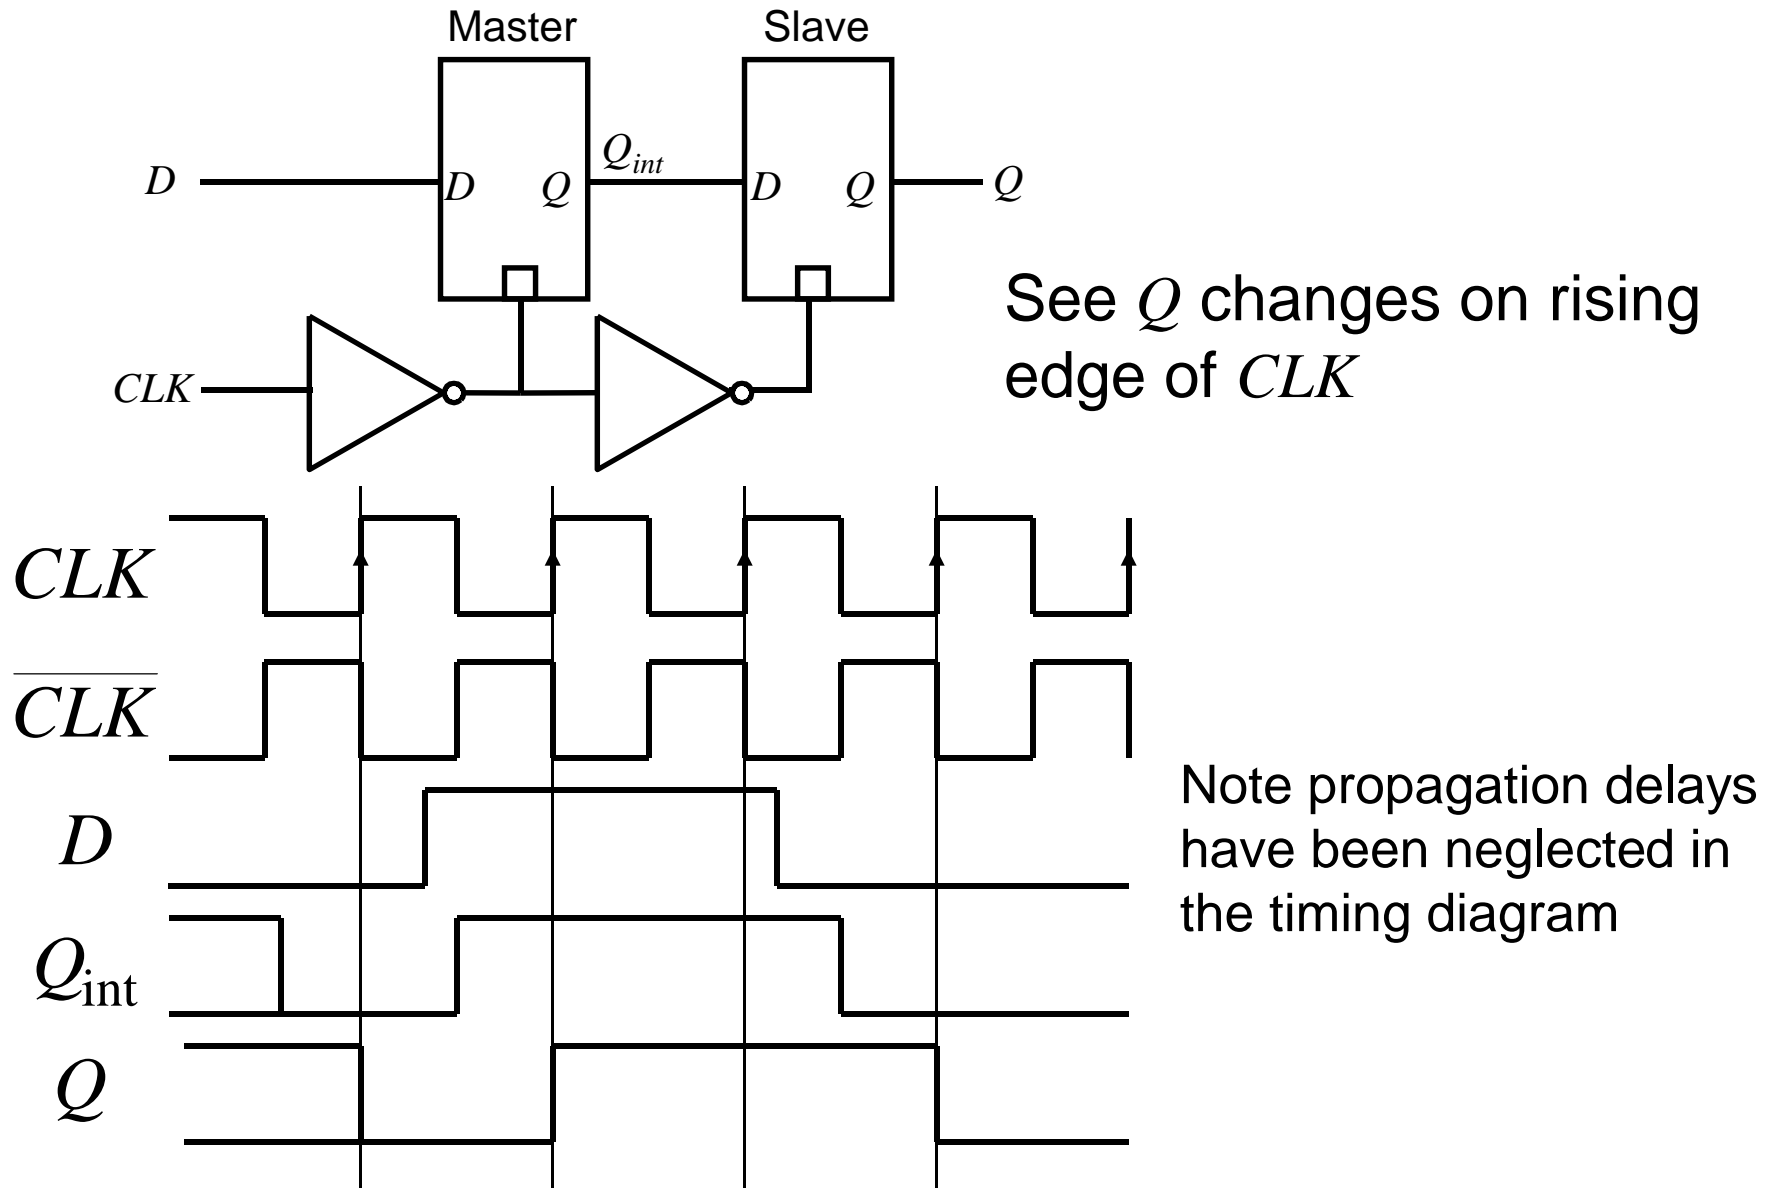 Master Slave
D D Q Q_int D Q Q
See Q changes on rising
edge of CLK
CLK
CLK
C̅L̅K̅
D
Note propagation delays
have been neglected in
the timing diagram
Q_int
Q